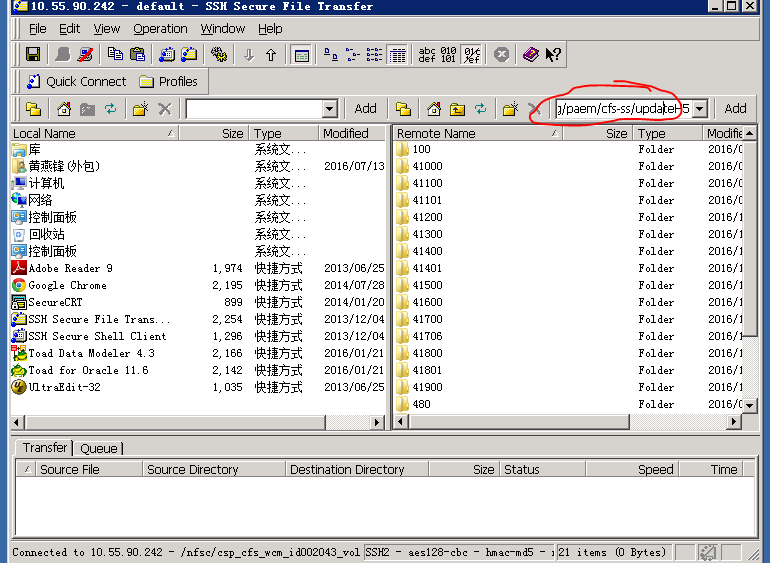 10.55.90.242 - default - SSH Secure File Transfer
File Edit View Operation Window Help
abc def 010 101
Quick Connect Profiles
Add g/paem/cfs-ss/updateH5 Add
Local Name Size Type Modified
库 系统文...
黄燕锋(外包) 系统文... 2016/07/13
计算机 系统文...
网络 系统文...
控制面板 系统文...
回收站 系统文...
控制面板 系统文...
Adobe Reader 9 1,974 快捷方式 2013/06/25
Google Chrome 2,195 快捷方式 2014/07/28
SecureCRT 899 快捷方式 2014/01/20
SSH Secure File Trans... 2,254 快捷方式 2013/12/04
SSH Secure Shell Client 1,296 快捷方式 2013/12/04
Toad Data Modeler 4.3 2,166 快捷方式 2016/01/21
Toad for Oracle 11.6 2,142 快捷方式 2016/01/21
UltraEdit-32 1,035 快捷方式 2013/06/25
Remote Name Size Type Modifie
100 Folder 2016/0
41000 Folder 2016/0
41100 Folder 2016/0
41101 Folder 2016/0
41200 Folder 2016/1
41300 Folder 2016/1
41400 Folder 2016/1
41401 Folder 2016/0
41500 Folder 2016/1
41600 Folder 2016/1
41700 Folder 2016/1
41706 Folder 2016/1
41800 Folder 2016/1
41801 Folder 2016/1
41900 Folder 2016/1
480 Folder 2016/0
Transfer Queue
Source File Source Directory Destination Directory Size Status Speed Time
Connected to 10.55.90.242 - /nfsc/csp_cfs_wcm_id002043_vol SSH2 - aes128-cbc - hmac-md5 - 21 items (0 Bytes)